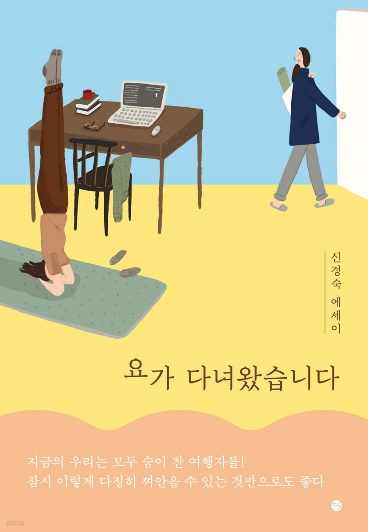 신경숙 에세이
요가 다녀왔습니다
지금의 우리는 모두 숨이 찬 여행자들!
잠시 이렇게 다정히 껴안을 수 있는 것만으로도 좋다